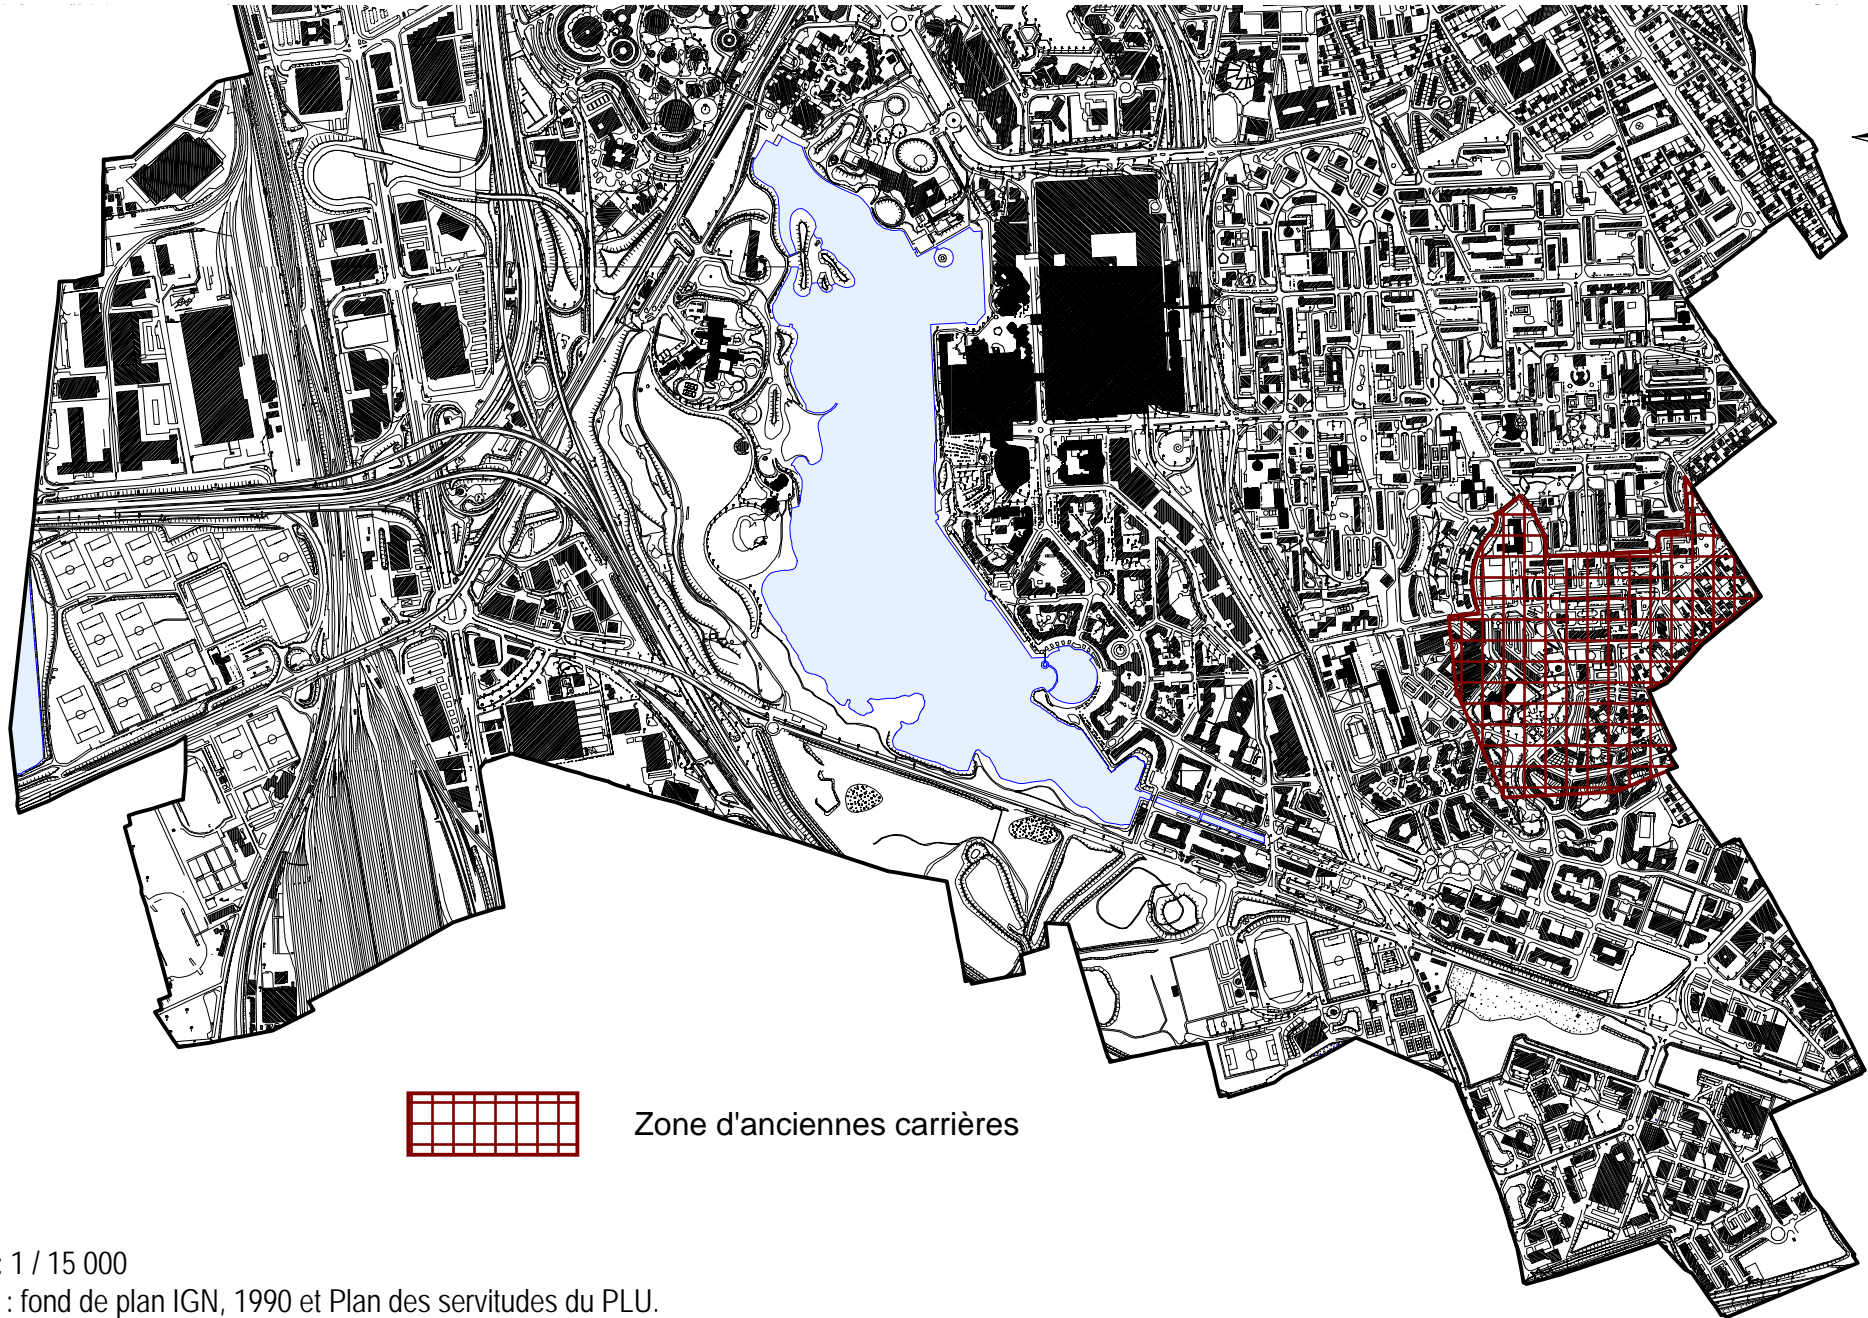 Zone d'anciennes carrières
: 1 / 15 000
: fond de plan IGN, 1990 et Plan des servitudes du PLU.